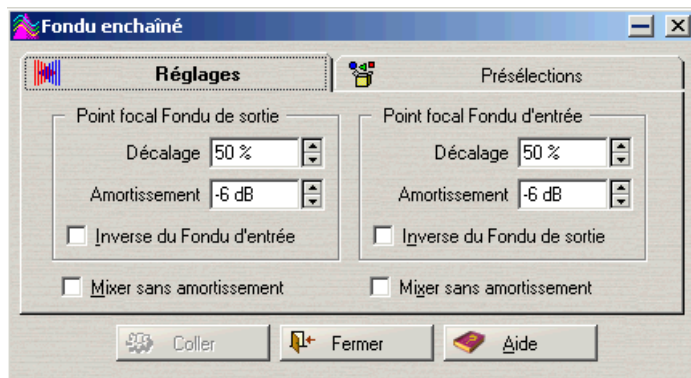 Fondu enchaîné
Réglages
Présélections
Point focal Fondu de sortie
Décalage 50 %
Amortissement -6 dB
Inverse du Fondu d'entrée
Mixer sans amortissement
Point focal Fondu d'entrée
Décalage 50 %
Amortissement -6 dB
Inverse du Fondu de sortie
Mixer sans amortissement
Coller
Fermer
Aide